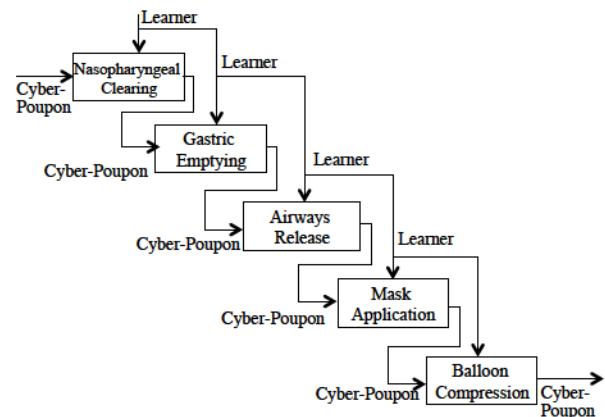 Learner
Nasopharyngeal
Clearing
Learner
Cyber-
Poupon
Gastric
Emptying
Cyber-Poupon
Learner
Airways
Release
Cyber-Poupon
Learner
Mask
Application
Cyber-Poupon
Balloon
Compression
Cyber-Poupon
Cyber-
Poupon